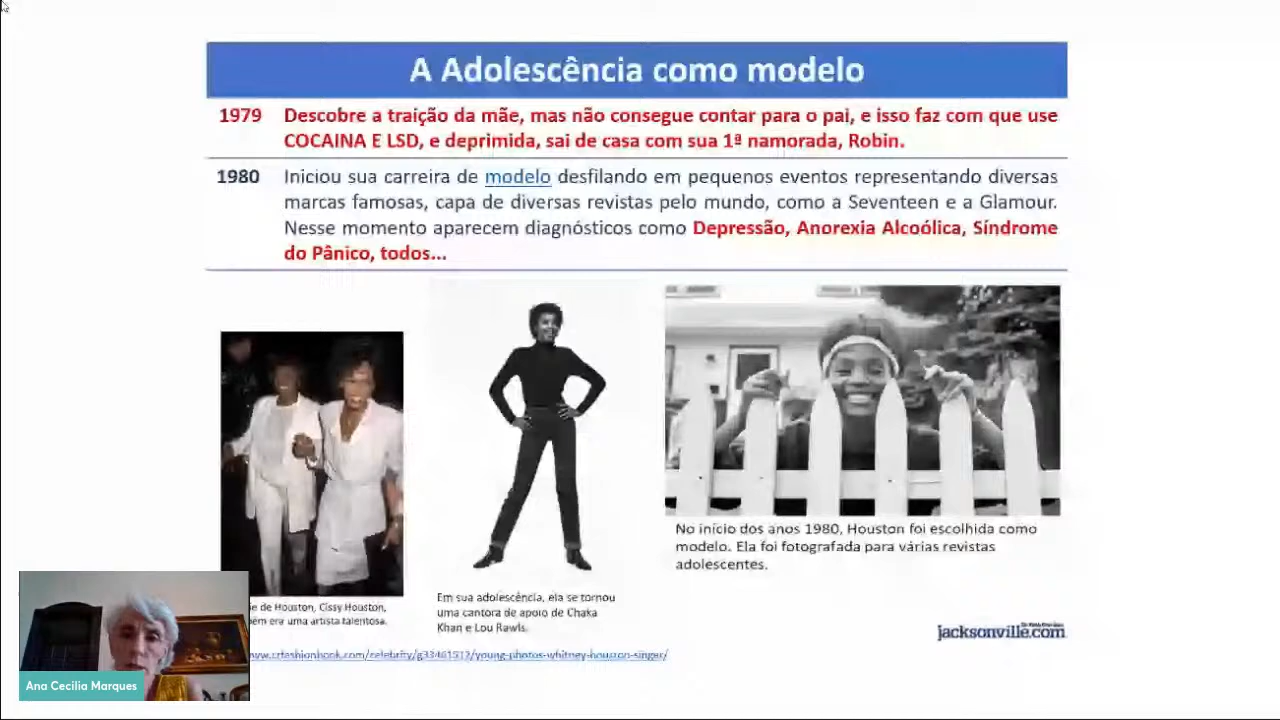 A Adolescência como modelo
1979 Descobre a traição da mãe, mas não consegue contar para o pai, e isso faz com que use
COCAINA E LSD, e deprimida, sai de casa com sua 1ª namorada, Robin.
1980 Iniciou sua carreira de modelo desfilando em pequenos eventos representando diversas
marcas famosas, capa de diversas revistas pelo mundo, como a Seventeen e a Glamour.
Nesse momento aparecem diagnósticos como Depressão, Anorexia Alcoólica, Síndrome
do Pânico, todos...
No início dos anos 1980, Houston foi escolhida como
modelo. Ela foi fotografada para várias revistas
adolescentes.
Em sua adolescência, ela se tornou
uma cantora de apoio de Chaka
Khan e Lou Rawls.
de Houston, Cissy Houston,
era uma artista talentosa.
jacksonville.com
Ana Cecilia Marques